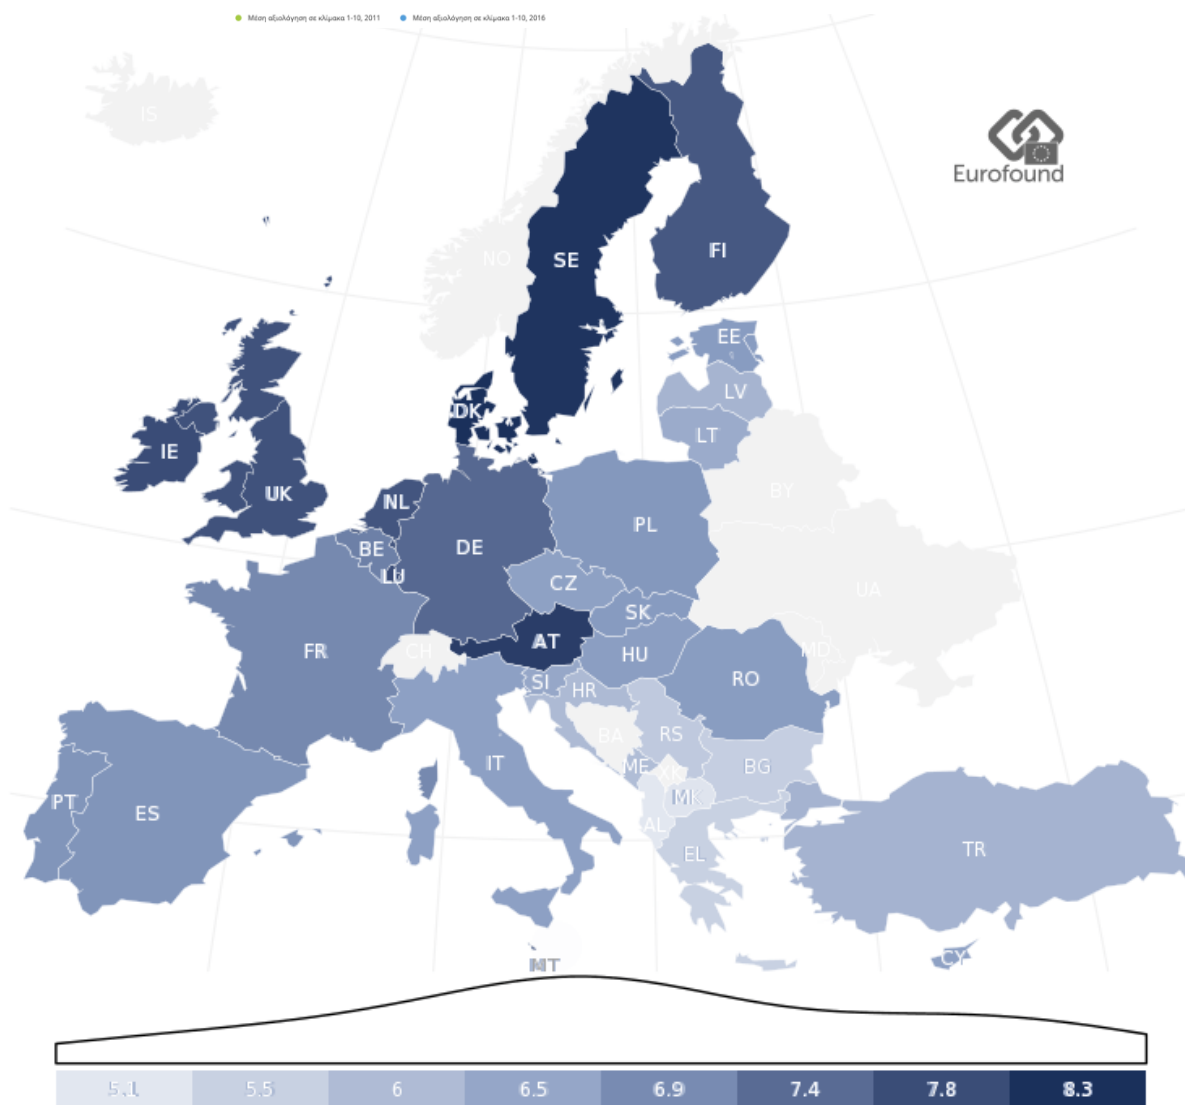 Μέση αξιολόγηση σε κλίμακα 1-10, 2011 Μέση αξιολόγηση σε κλίμακα 1-10, 2016
IS
Eurofound
NO
SE
FI
EE
LV
LT
DK
IE
UK
NL
BY
PL
BE
DE
LU
CZ
UA
SK
FR
CH
AT
HU
MD
SI
HR
RO
BA
RS
IT
ME
XK
BG
PT
ES
MK
AL
EL
TR
CY
MT
5.1 5.5 6 6.5 6.9 7.4 7.8 8.3